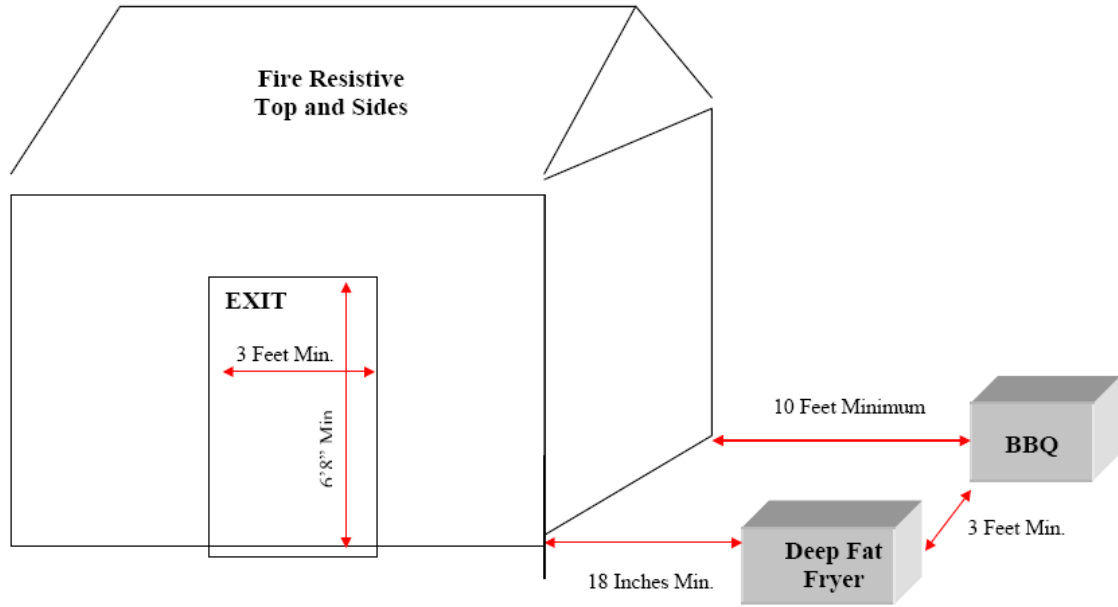 Fire Resistive
Top and Sides
EXIT
3 Feet Min.
6’8” Min
10 Feet Minimum
BBQ
3 Feet Min.
Deep Fat
Fryer
18 Inches Min.